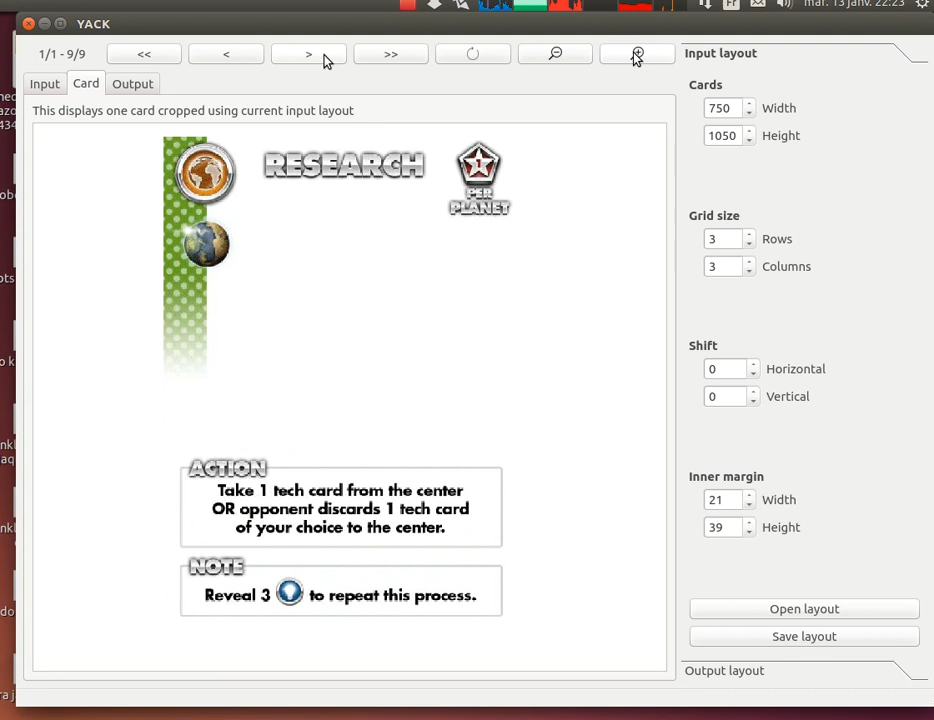 Fr
mar. 13 janv. 22:23
YACK
1/1 - 9/9
<<
<
>
>>
Input
Card
Output
This displays one card cropped using current input layout
RESEARCH
1
PER
PLANET
ACTION
Take 1 tech card from the center
OR opponent discards 1 tech card
of your choice to the center.
NOTE
Reveal 3 to repeat this process.
Input layout
Cards
750 Width
1050 Height
Grid size
3 Rows
3 Columns
Shift
0 Horizontal
0 Vertical
Inner margin
21 Width
39 Height
Open layout
Save layout
Output layout